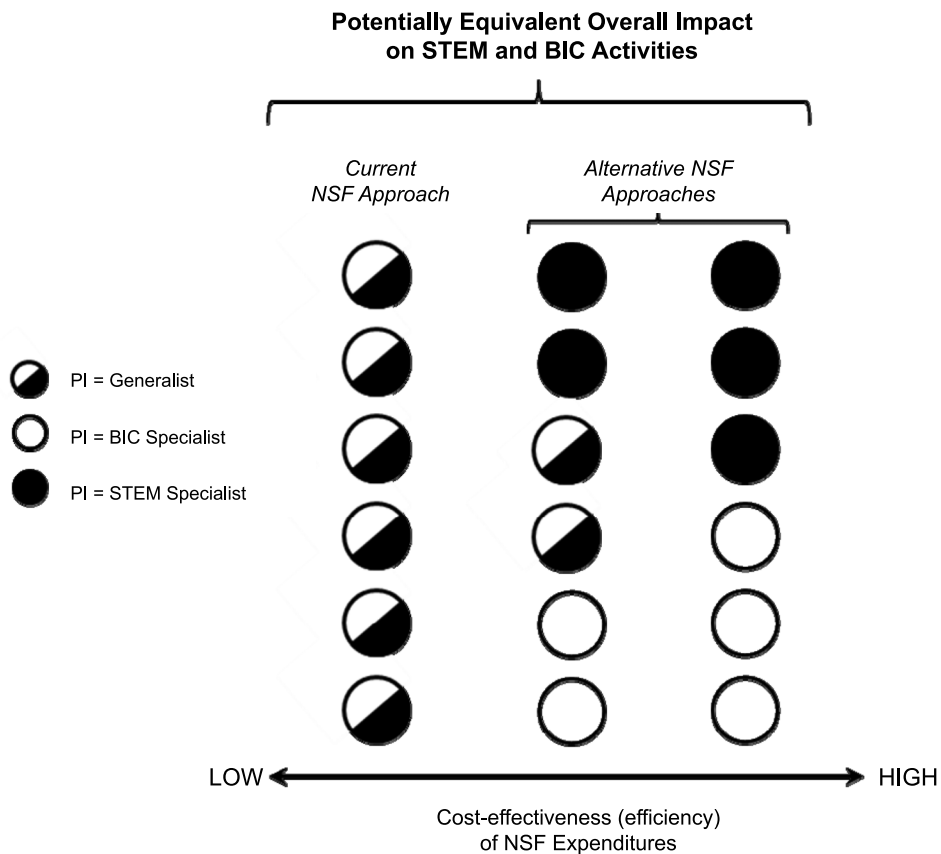 Potentially Equivalent Overall Impact
on STEM and BIC Activities
Current
NSF Approach
Alternative NSF
Approaches
PI = Generalist
PI = BIC Specialist
PI = STEM Specialist
LOW
HIGH
Cost-effectiveness (efficiency)
of NSF Expenditures